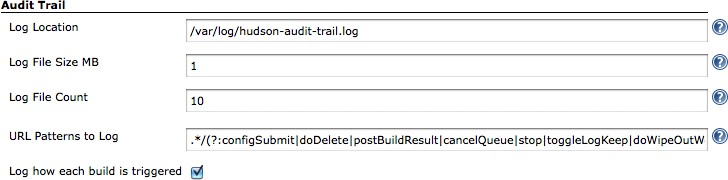 Audit Trail
Log Location /var/log/hudson-audit-trail.log
Log File Size MB 1
Log File Count 10
URL Patterns to Log .*/(?:configSubmit|doDelete|postBuildResult|cancelQueue|stop|toggleLogKeep|doWipeOutW
Log how each build is triggered